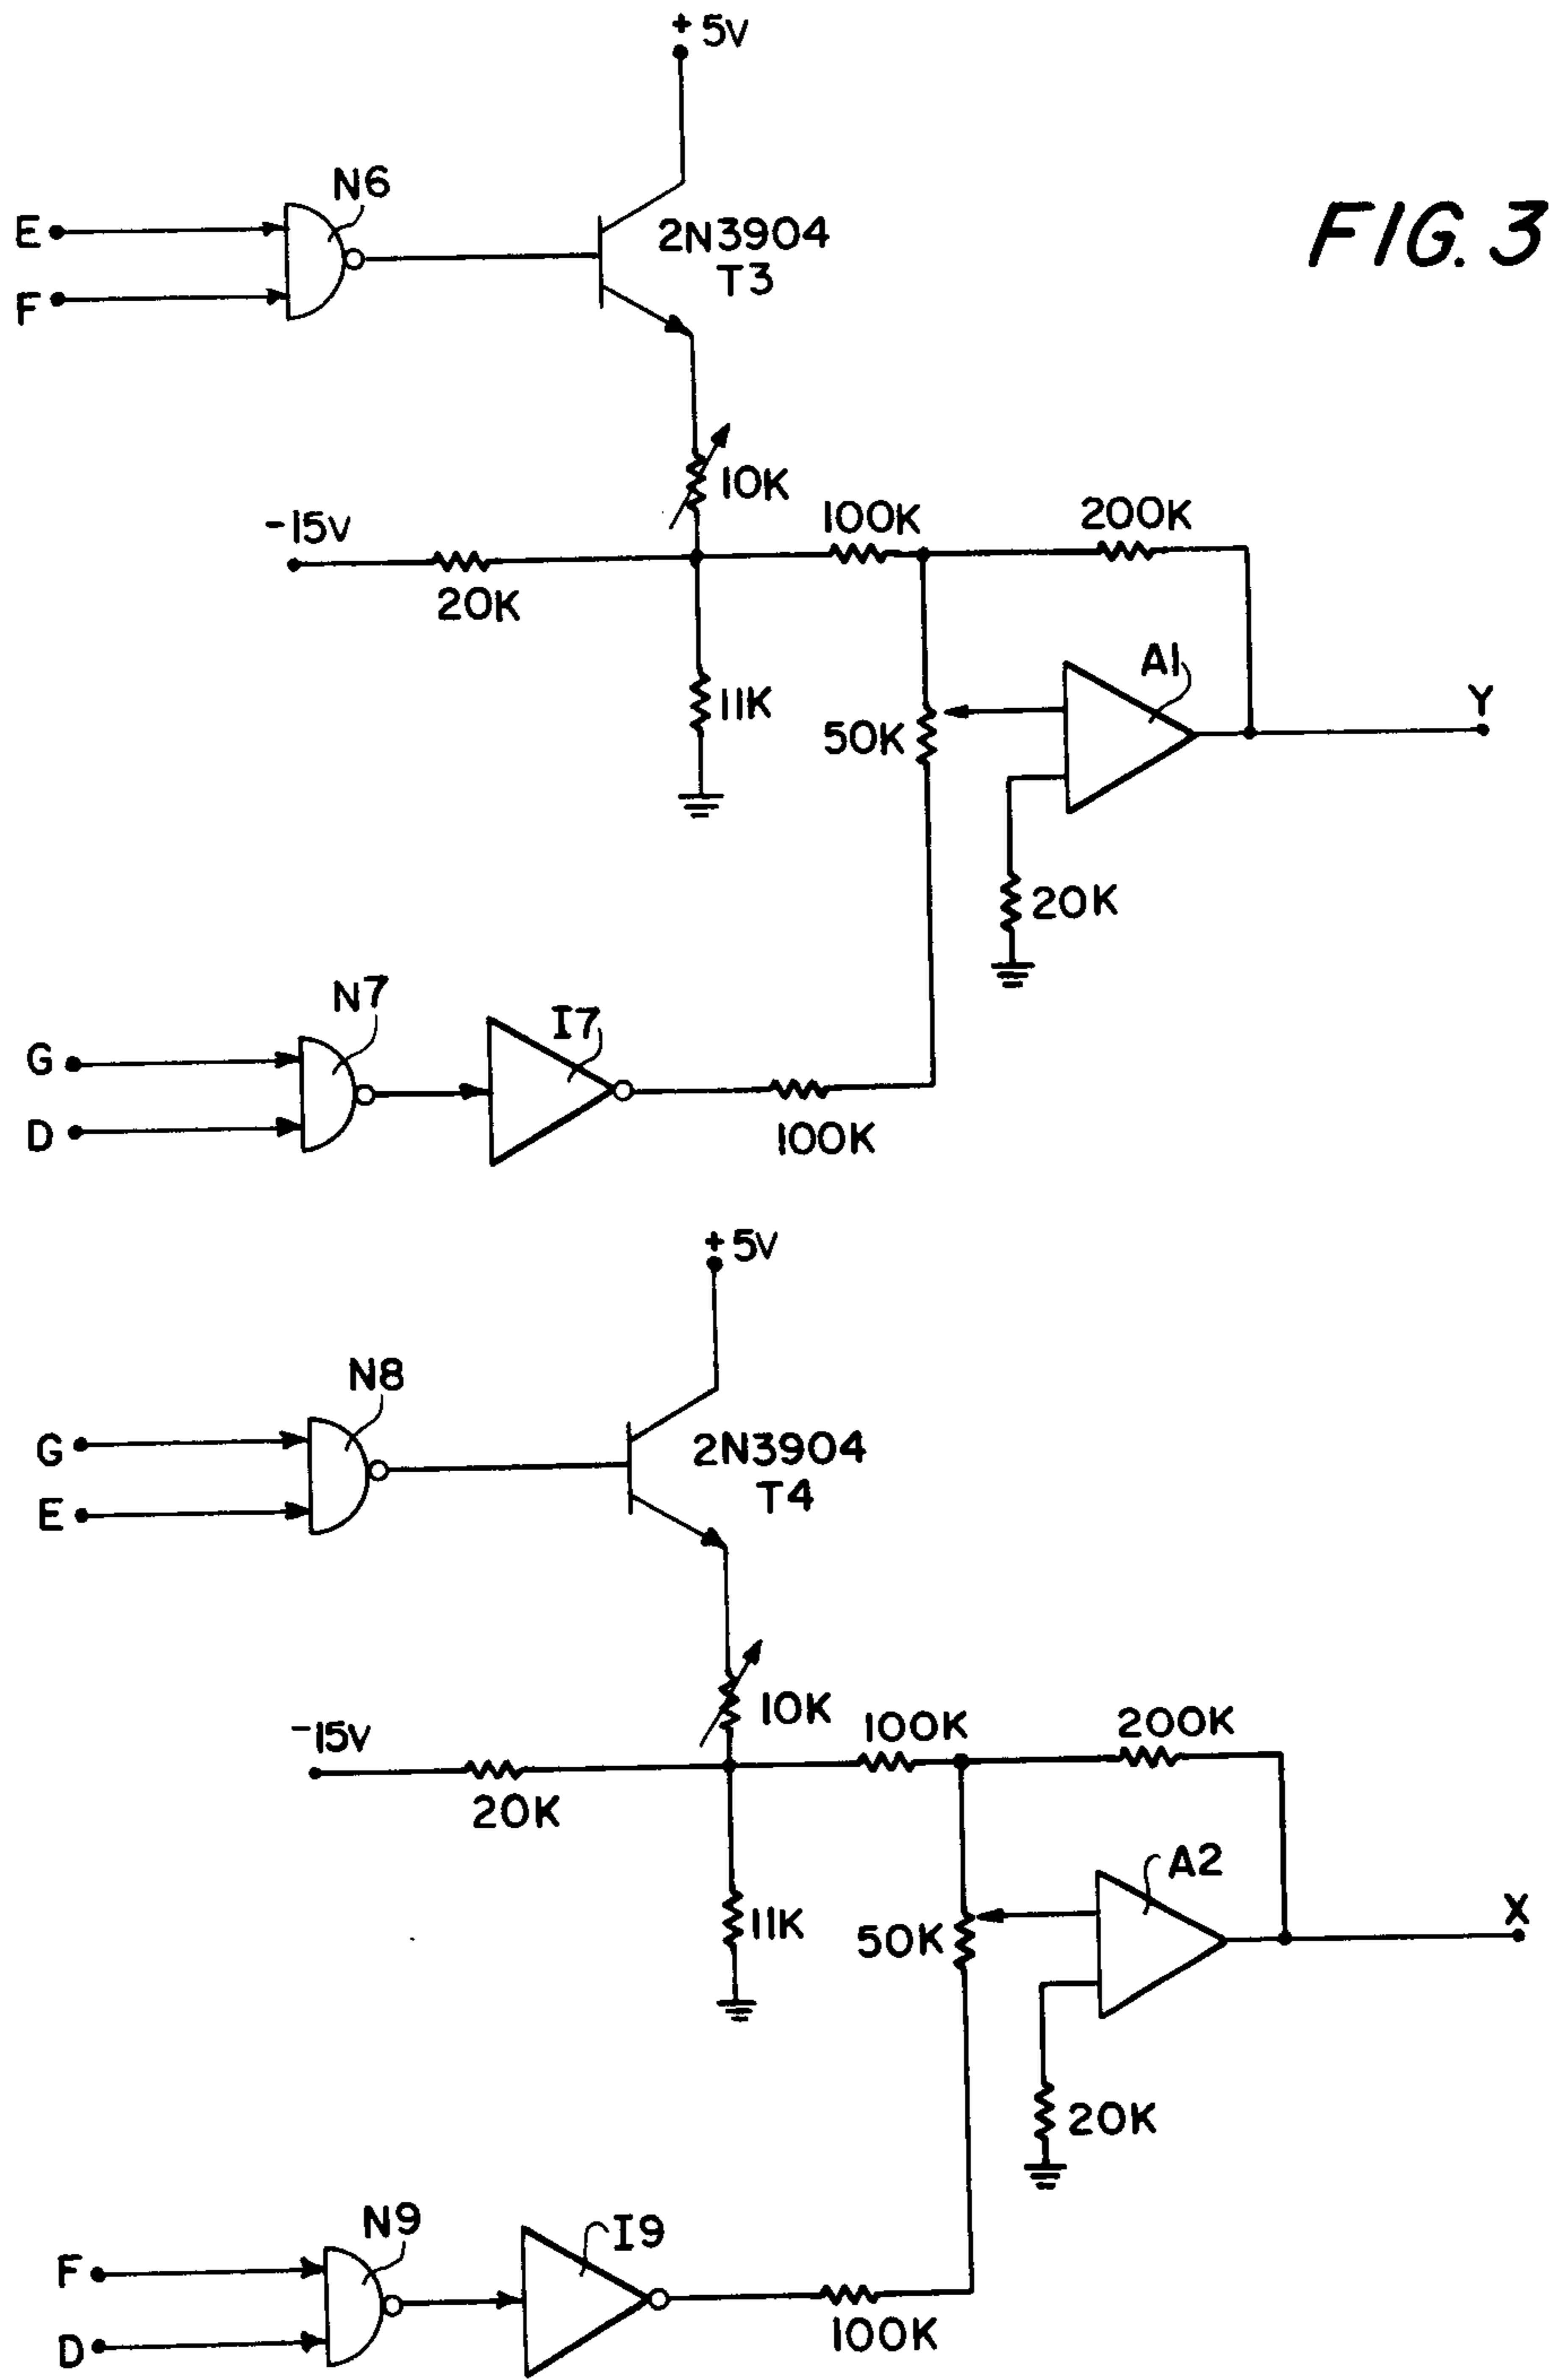 +5V
N6
E
F
2N3904
T3
FIG. 3
10K
-15V
20K
100K
200K
11K
A1
Y
50K
20K
N7
I7
G
D
100K
+5V
N8
G
E
2N3904
T4
10K
-15V
20K
100K
200K
11K
A2
X
50K
20K
N9
I9
F
D
100K